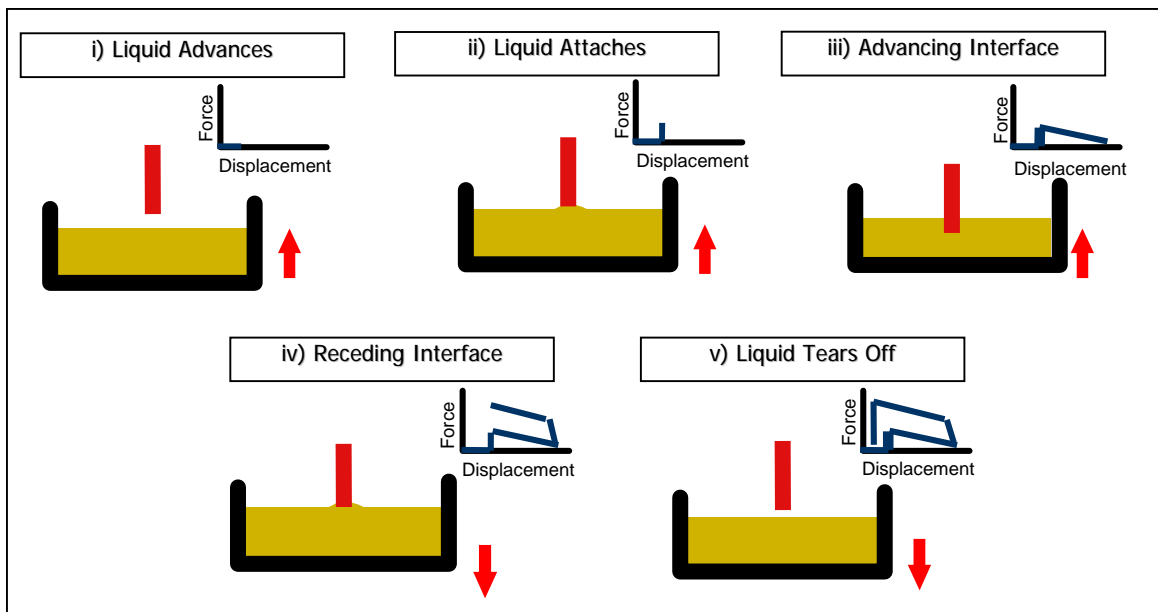 i) Liquid Advances
Force
Displacement
ii) Liquid Attaches
Force
Displacement
iii) Advancing Interface
Force
Displacement
iv) Receding Interface
Force
Displacement
v) Liquid Tears Off
Force
Displacement